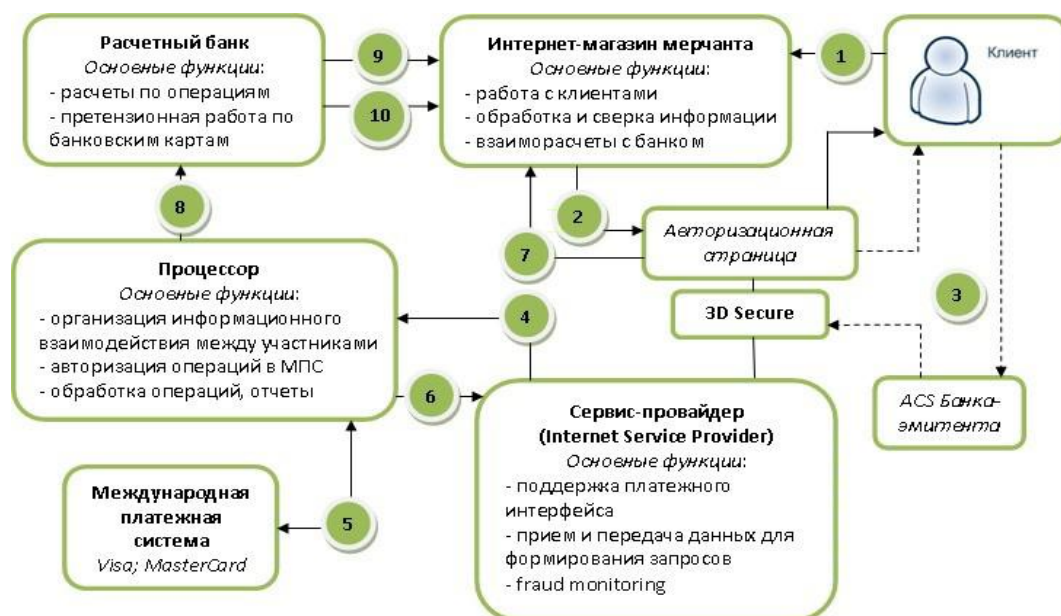 Расчетный банк
Основные функции:
- расчеты по операциям
- претензионная работа по
банковским картам
9
10
Интернет-магазин мерчанта
Основные функции:
- работа с клиентами
- обработка и сверка информации
- взаиморасчеты с банком
1
Клиент
8
7
2
Авторизационная
страница
3
3D Secure
Процессор
Основные функции:
- организация информационного
взаимодействия между участниками
- авторизация операций в МПС
- обработка операций, отчеты
4
6
ACS Банка-
эмитента
Сервис-провайдер
(Internet Service Provider)
Основные функции:
- поддержка платежного
интерфейса
- прием и передача данных для
формирования запросов
- fraud monitoring
Международная
платежная
система
Visa; MasterCard
5